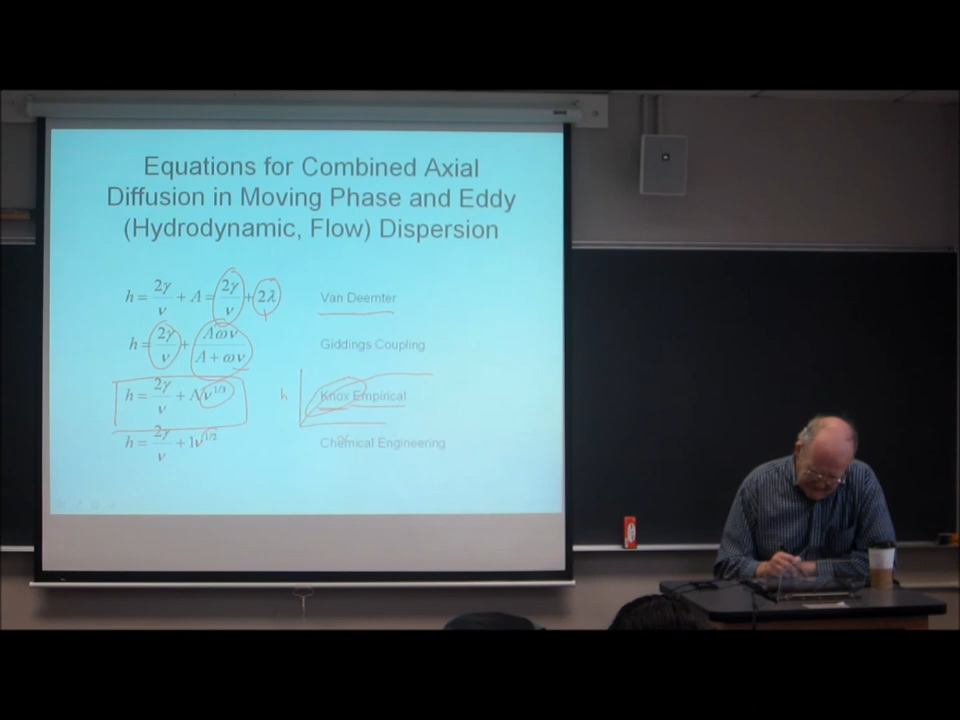 Equations for Combined Axial
Diffusion in Moving Phase and Eddy
(Hydrodynamic, Flow) Dispersion
h = 2γ/ν + A = 2γ/ν + 2λ Van Deemter
h = 2γ/ν + Aων/(A + ων) Giddings Coupling
h = 2γ/ν + Aν^1/3 h Knox Empirical
h = 2γ/ν + 1ν^1/2 Chemical Engineering